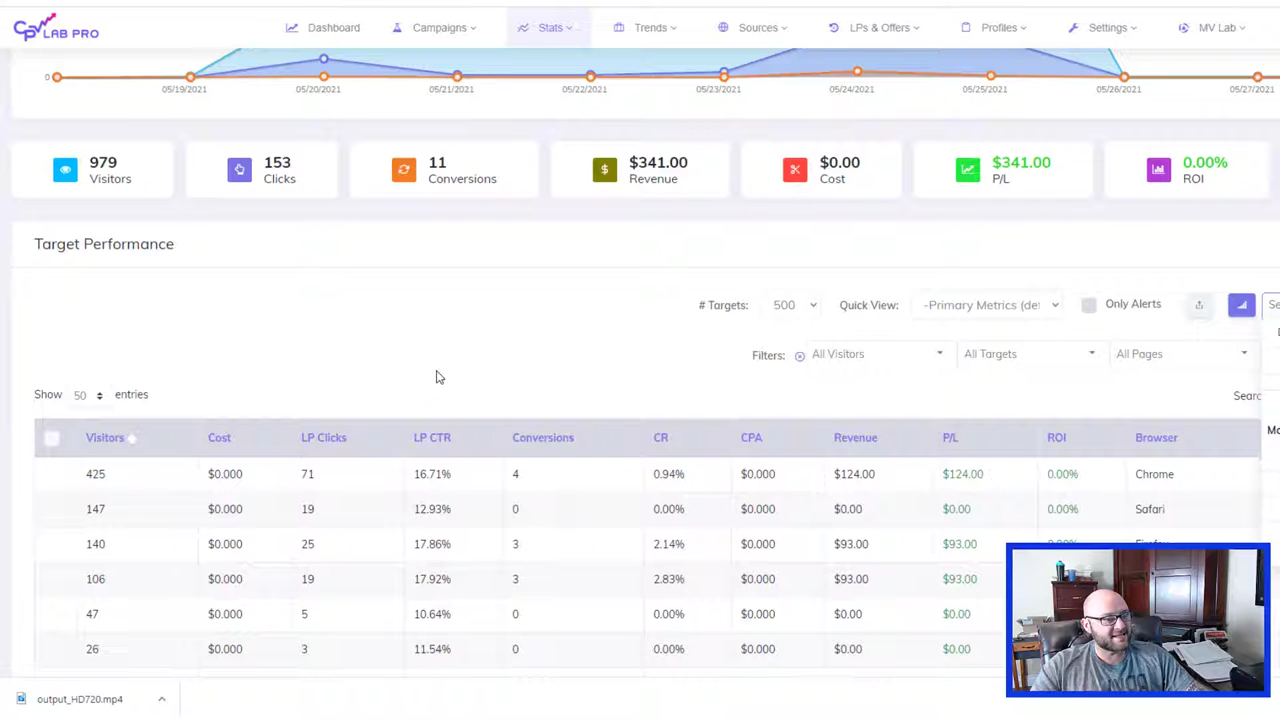 CPV LAB PRO
Dashboard Campaigns Stats Trends Sources LPs & Offers Profiles Settings MV Lab
0
05/19/2021 05/20/2021 05/21/2021 05/22/2021 05/23/2021 05/24/2021 05/25/2021 05/26/2021 05/27/2021
979 153 11 $341.00 $0.00 $341.00 0.00%
Visitors Clicks Conversions Revenue Cost P/L ROI
Target Performance
# Targets: 500 Quick View: -Primary Metrics (de Only Alerts Se
Filters: All Visitors All Targets All Pages
Show 50 entries
Visitors Cost LP Clicks LP CTR Conversions CR CPA Revenue P/L ROI Browser
425 $0.000 71 16.71% 4 0.94% $0.000 $124.00 $124.00 0.00% Chrome
147 $0.000 19 12.93% 0 0.00% $0.000 $0.00 $0.00 0.00% Safari
140 $0.000 25 17.86% 3 2.14% $0.000 $93.00 $93.00 0.00% Firefox
106 $0.000 19 17.92% 3 2.83% $0.000 $93.00 $93.00
47 $0.000 5 10.64% 0 0.00% $0.000 $0.00 $0.00
26 $0.000 3 11.54% 0 0.00% $0.000 $0.00 $0.00
output_HD720.mp4